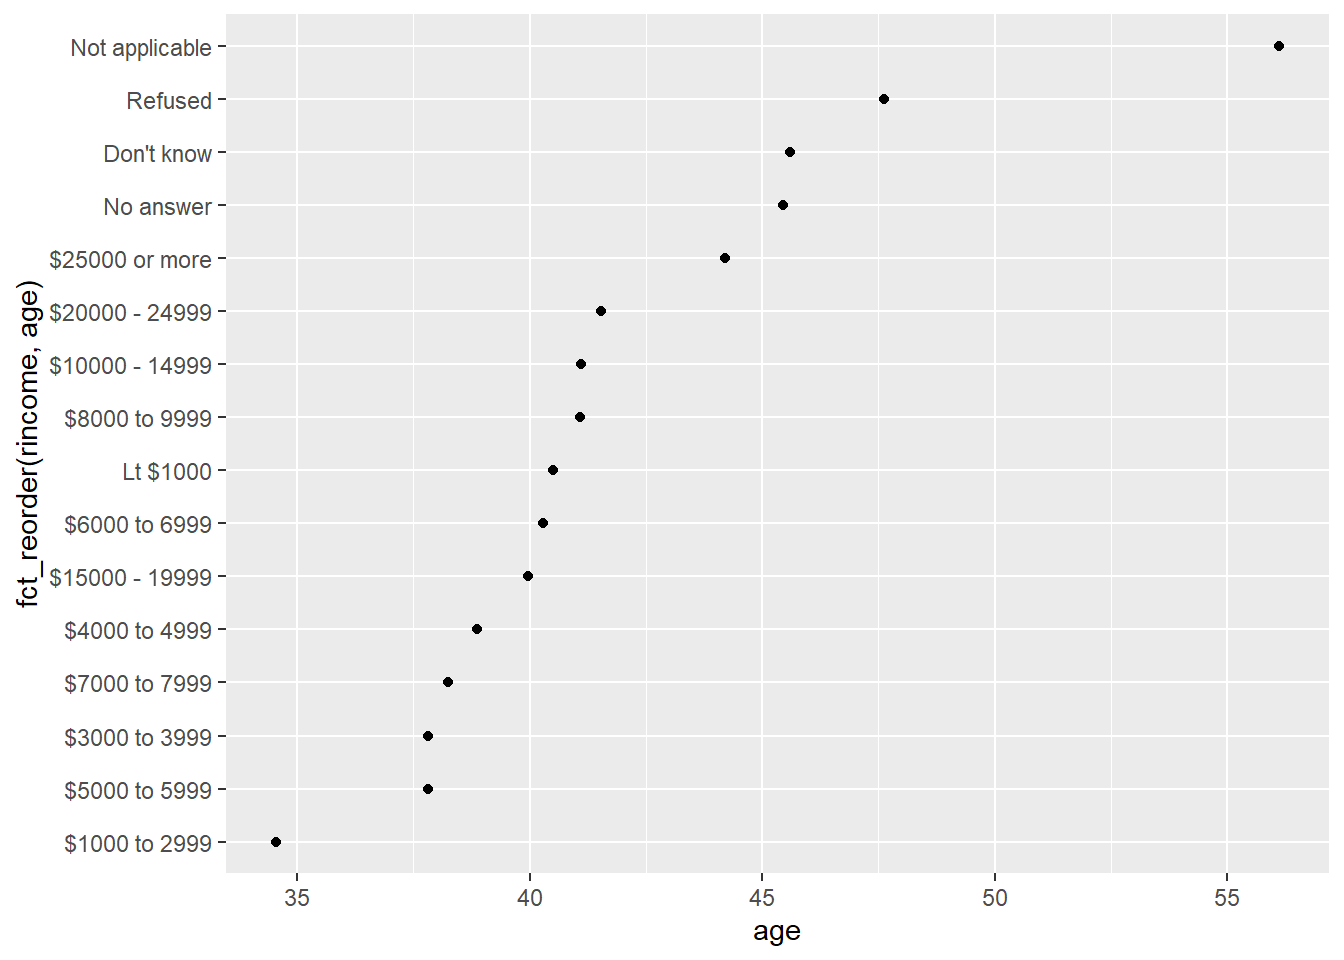 Not applicable
Refused
Don't know
No answer
$25000 or more
$20000 - 24999
$10000 - 14999
$8000 to 9999
Lt $1000
$6000 to 6999
$15000 - 19999
$4000 to 4999
$7000 to 7999
$3000 to 3999
$5000 to 5999
$1000 to 2999
fct_reorder(rincome, age)
35 40 45 50 55
age